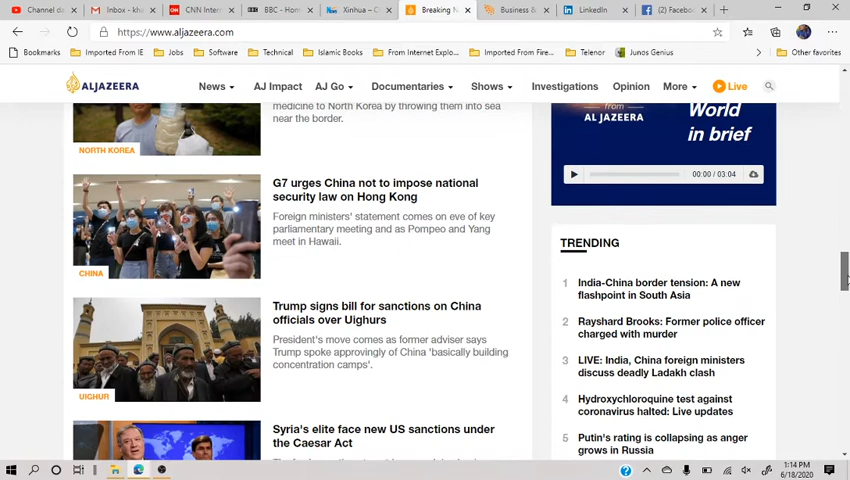 Channel da
Inbox - khu
CNN Intern
BBC - Hom
Xinhua – C
Breaking N
Business &
LinkedIn
(2) Faceboo
https://www.aljazeera.com
Bookmarks
Imported From IE
Jobs
Software
Technical
Islamic Books
From Internet Explo...
Imported From Fire...
Telenor
Junos Genius
Other favorites
ALJAZEERA
News
AJ Impact
AJ Go
Documentaries
Shows
Investigations
Opinion
More
Live
medicine to North Korea by throwing them into sea
near the border.
NORTH KOREA
G7 urges China not to impose national
security law on Hong Kong
Foreign ministers' statement comes on eve of key
parliamentary meeting and as Pompeo and Yang
meet in Hawaii.
CHINA
Trump signs bill for sanctions on China
officials over Uighurs
President's move comes as former adviser says
Trump spoke approvingly of China 'basically building
concentration camps'.
UIGHUR
Syria's elite face new US sanctions under
the Caesar Act
from
AL JAZEERA
World
in brief
00:00 / 03:04
TRENDING
1 India-China border tension: A new
flashpoint in South Asia
2 Rayshard Brooks: Former police officer
charged with murder
3 LIVE: India, China foreign ministers
discuss deadly Ladakh clash
4 Hydroxychloroquine test against
coronavirus halted: Live updates
5 Putin's rating is collapsing as anger
grows in Russia
1:14 PM
6/18/2020